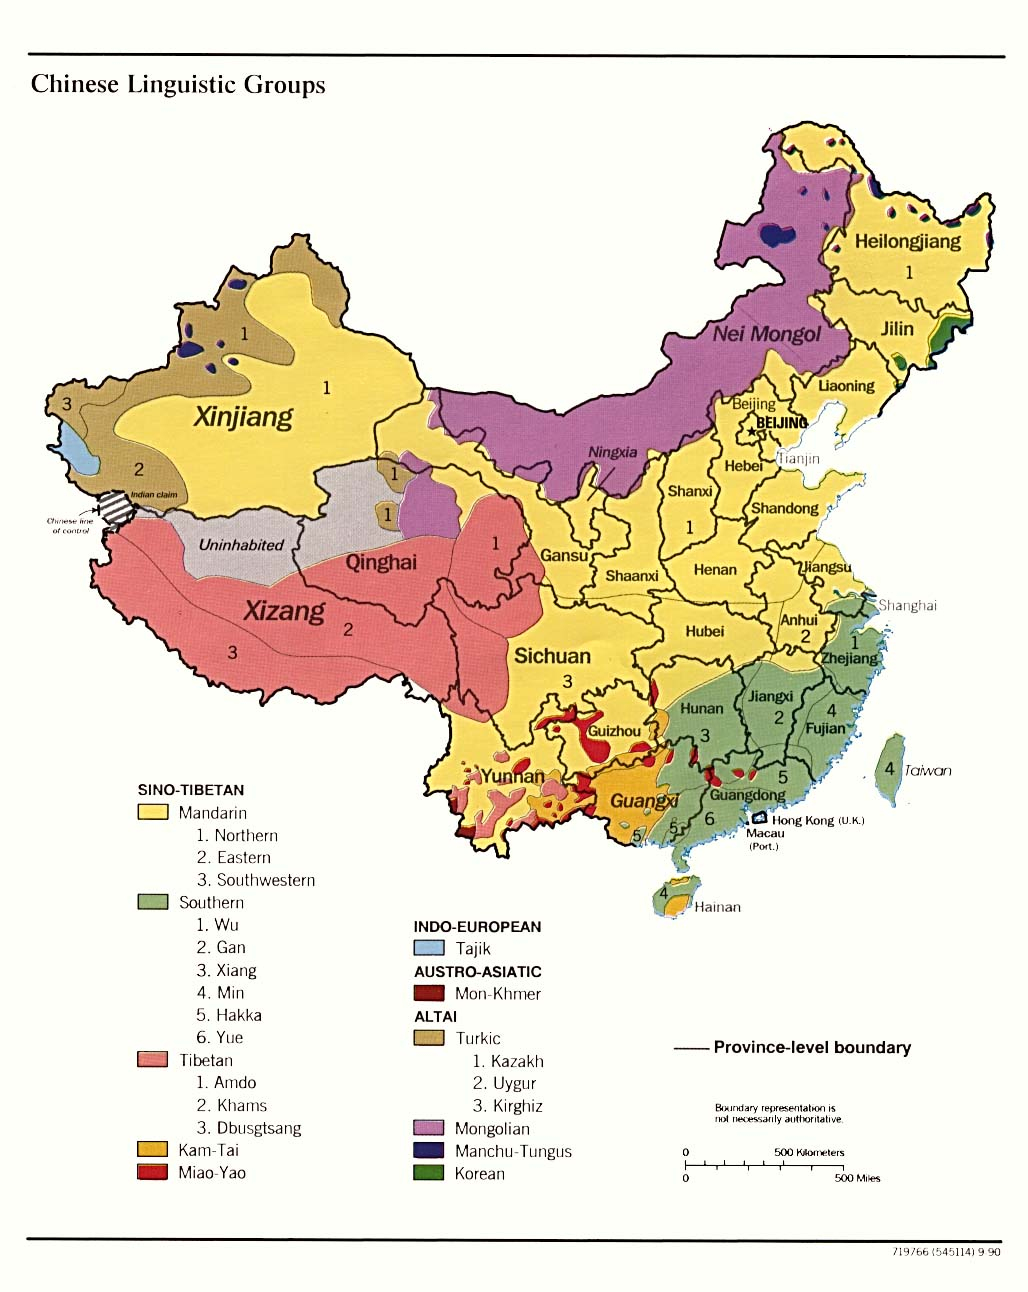 Chinese Linguistic Groups
Heilongjiang
1
Nei Mongol
Jilin
1
Liaoning
1
3
Xinjiang
Beijing
BEIJING
Ningxia
Tianjin
Hebei
2
1
Shanxi
Indian claim
Shandong
Chinese line
of control
1
1
Uninhabited
1
Gansu
Qinghai
Shaanxi
Henan
Jiangsu
Xizang
2
Shanghai
Anhui
2
Hubei
1
Zhejiang
3
Sichuan
3
Jiangxi
2
Hunan
3
4
Fujian
Guizhou
Yunnan
4
Taiwan
5
Guangxi
Guangdong
6
Hong Kong (U.K.)
5
5
Macau
(Port.)
4
Hainan
SINO-TIBETAN
Mandarin
1. Northern
2. Eastern
3. Southwestern
Southern
1. Wu
2. Gan
3. Xiang
4. Min
5. Hakka
6. Yue
Tibetan
1. Amdo
2. Khams
3. Dbusgtsang
Kam-Tai
Miao-Yao
INDO-EUROPEAN
Tajik
AUSTRO-ASIATIC
Mon-Khmer
ALTAI
Turkic
1. Kazakh
2. Uygur
3. Kirghiz
Mongolian
Manchu-Tungus
Korean
Province-level boundary
Boundary representation is
not necessarily authoritative.
0 500 Kilometers
0 500 Miles
719766 (545114) 9-90